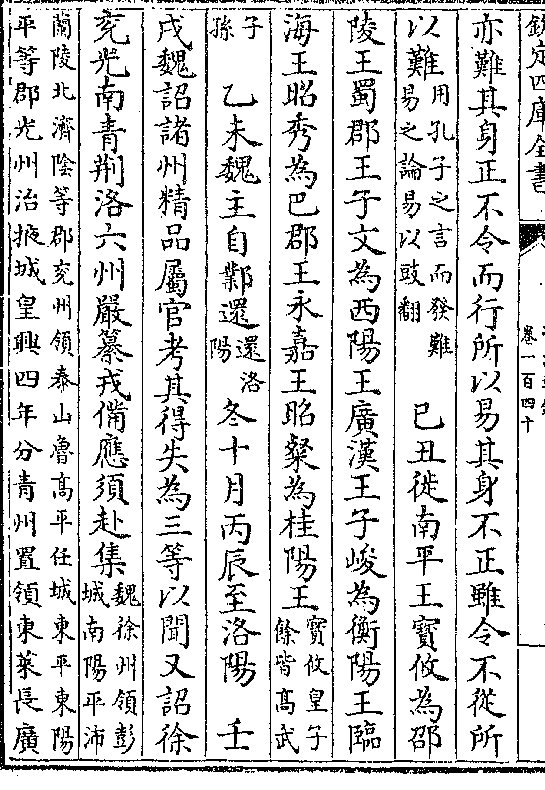 欽定四庫全書
卷一百四十
亦難其身正不令而行所以易其身不正雖令不從所
以難用孔子之言而發難易之論易以豉翻 己丑徙南平王寶攸為邵
陵王蜀郡王子文為西陽王廣漢王子峻為衡陽王臨
海王昭秀為巴郡王永嘉王昭粲為桂陽王寶攸皇子餘皆高武
子孫 乙未魏主自鄴還還洛陽 冬十月丙辰至洛陽 壬
戌魏詔諸州精品屬官考其得失為三等以聞又詔徐
兗光南青荆洛六州嚴纂戎備應須赴集魏徐州領彭城南陽平沛
蘭陵北濟陰等郡兗州領泰山魯高平任城東平東陽
平等郡光州治掖城皇興四年分青州置領東萊長廣